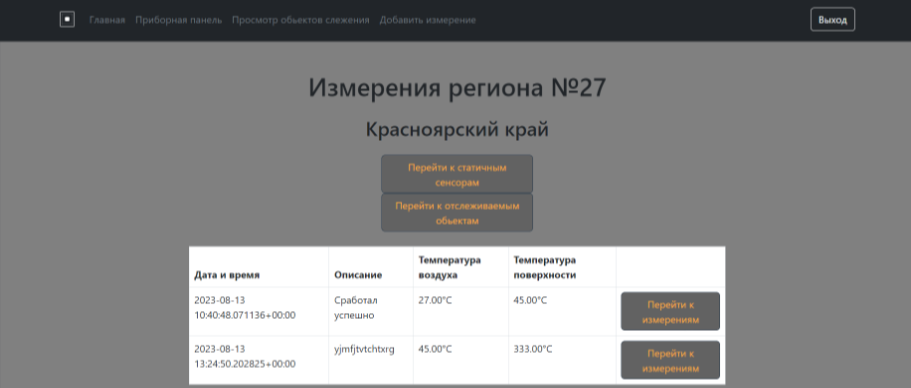 Главная Приборная панель Просмотр обьектов слежения Добавить измерение Выход
Измерения региона №27
Красноярский край
Перейти к статичным
сенсорам
Перейти к отслеживаемым
обьектам
Температура Температура
Дата и время Описание воздуха поверхности
2023-08-13 Сработал 27.00°C 45.00°C Перейти к
10:40:48.071136+00:00 успешно измерениям
2023-08-13 yjmfjtvtchtxrg 45.00°C 333.00°C Перейти к
13:24:50.202825+00:00 измерениям